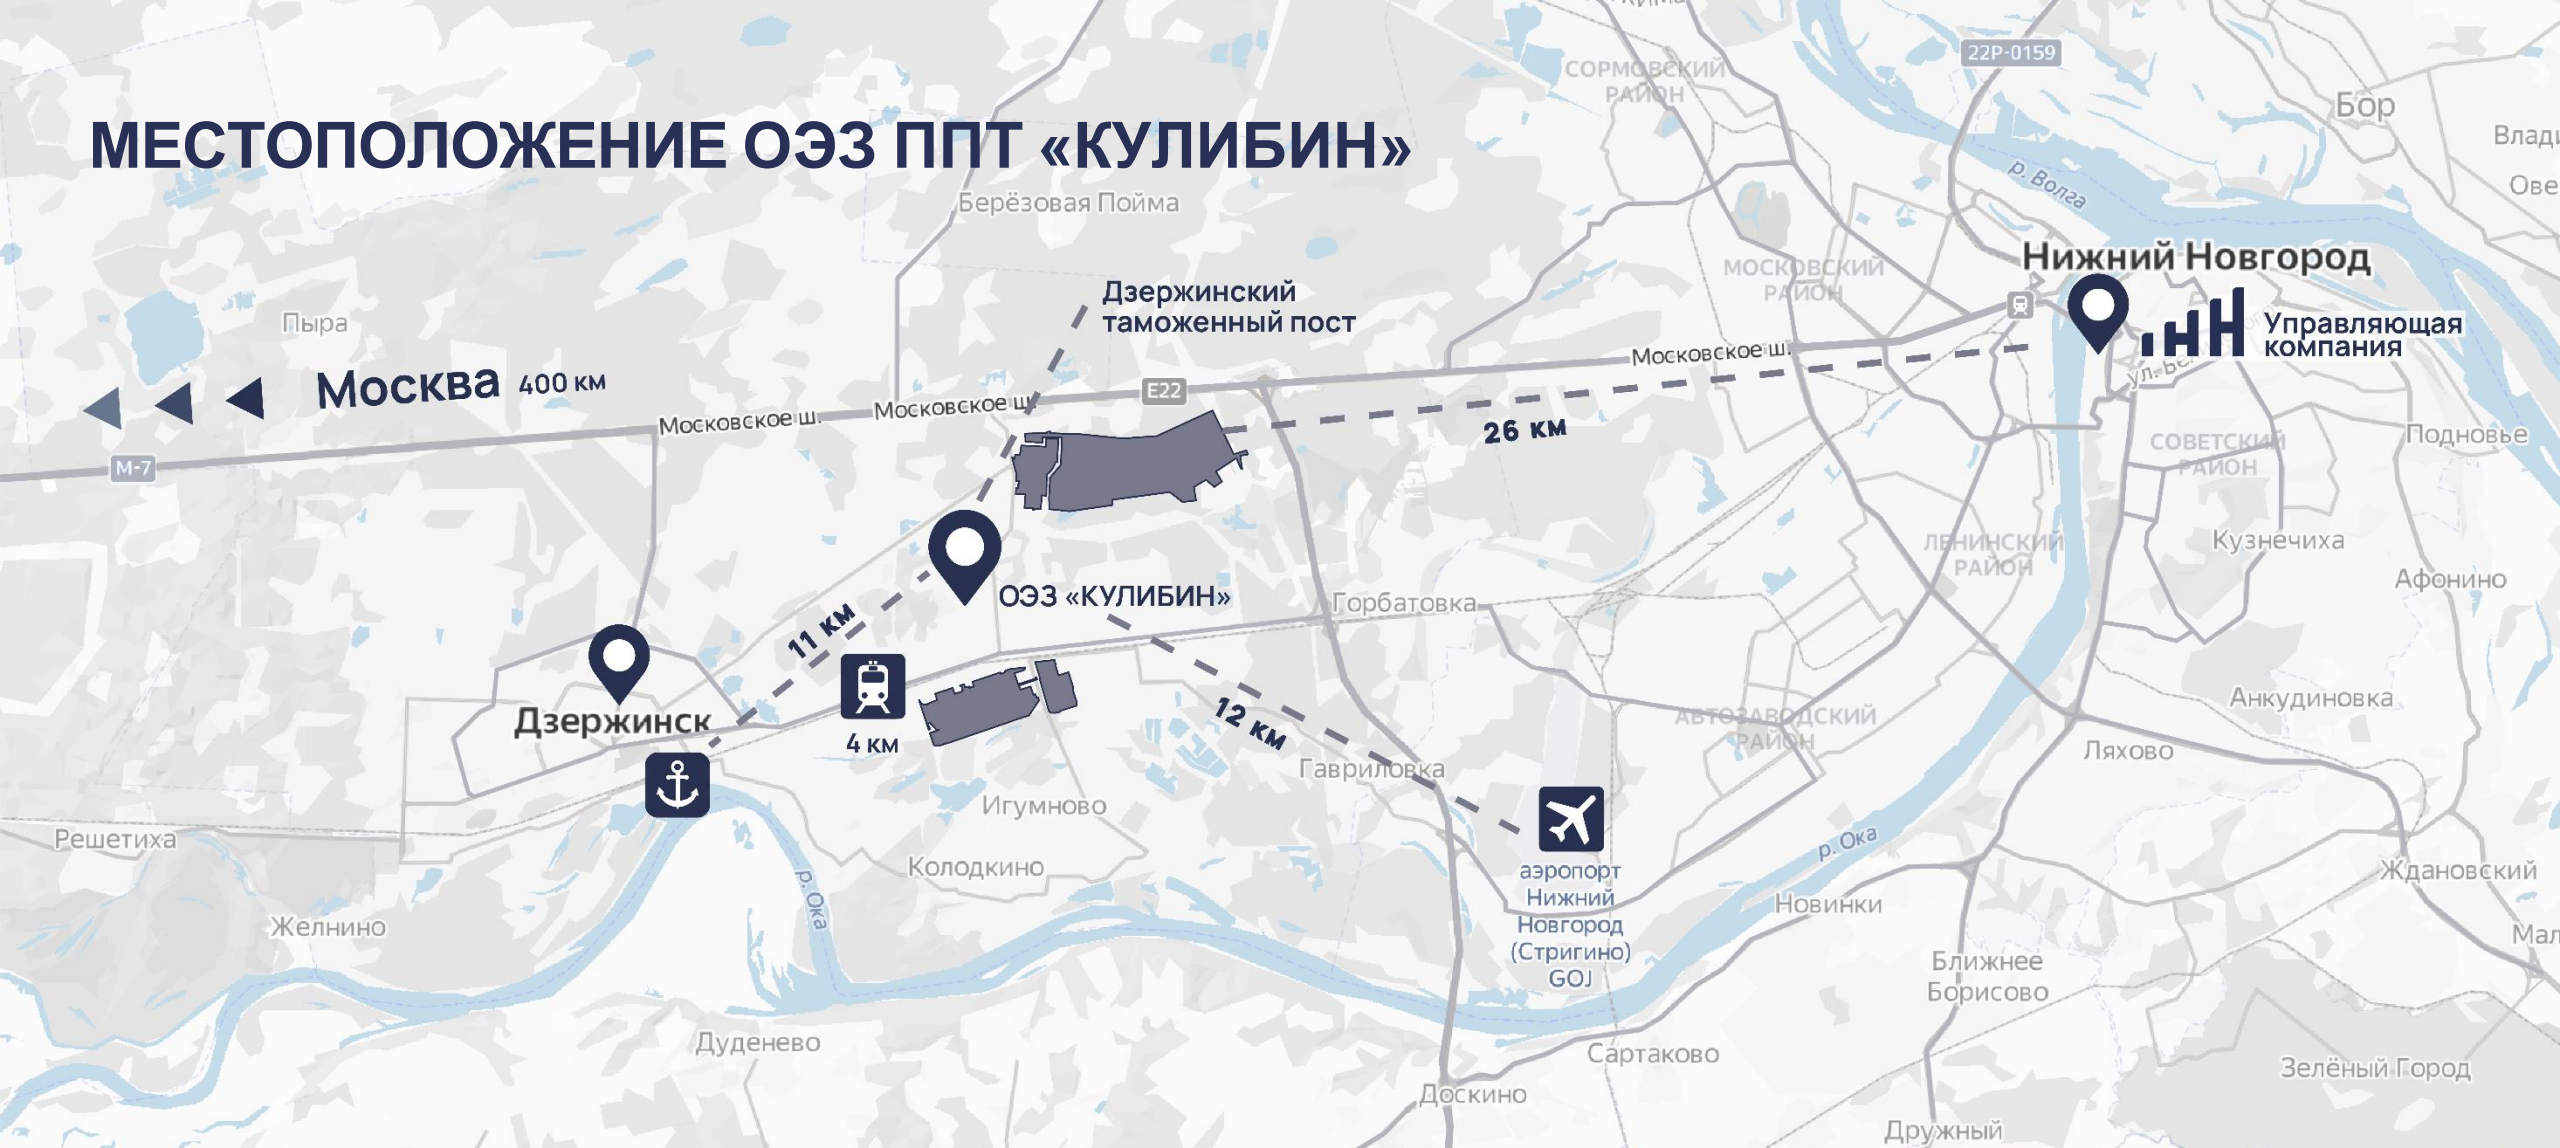 22Р-0159
СОРМОВСКИЙ
РАЙОН
Бор
МЕСТОПОЛОЖЕНИЕ ОЭЗ ППТ «КУЛИБИН»
р. Волга
Берёзовая Пойма
Нижний Новгород
МОСКОВСКИЙ
РАЙОН
Дзержинский
таможенный пост
Пыра
Управляющая
компания
Московское ш.
Москва 400 км
E22
Московское ш.
Московское ш.
26 км
М-7
СОВЕТСКИЙ
РАЙОН
Подновье
Кузнечиха
ЛЕНИНСКИЙ
РАЙОН
Афонино
ОЭЗ «КУЛИБИН»
Горбатовка
11 км
Дзержинск
4 км
12 км
АВТОЗАВОДСКИЙ
РАЙОН
Анкудиновка
Ляхово
Гавриловка
Игумново
Решетиха
Колодкино
р. Ока
р. Ока
аэропорт
Нижний
Новгород
(Стригино)
GOJ
Ждановский
Новинки
Желнино
Ближнее
Борисово
Дуденево
Сартаково
Зелёный Город
Доскино
Дружный